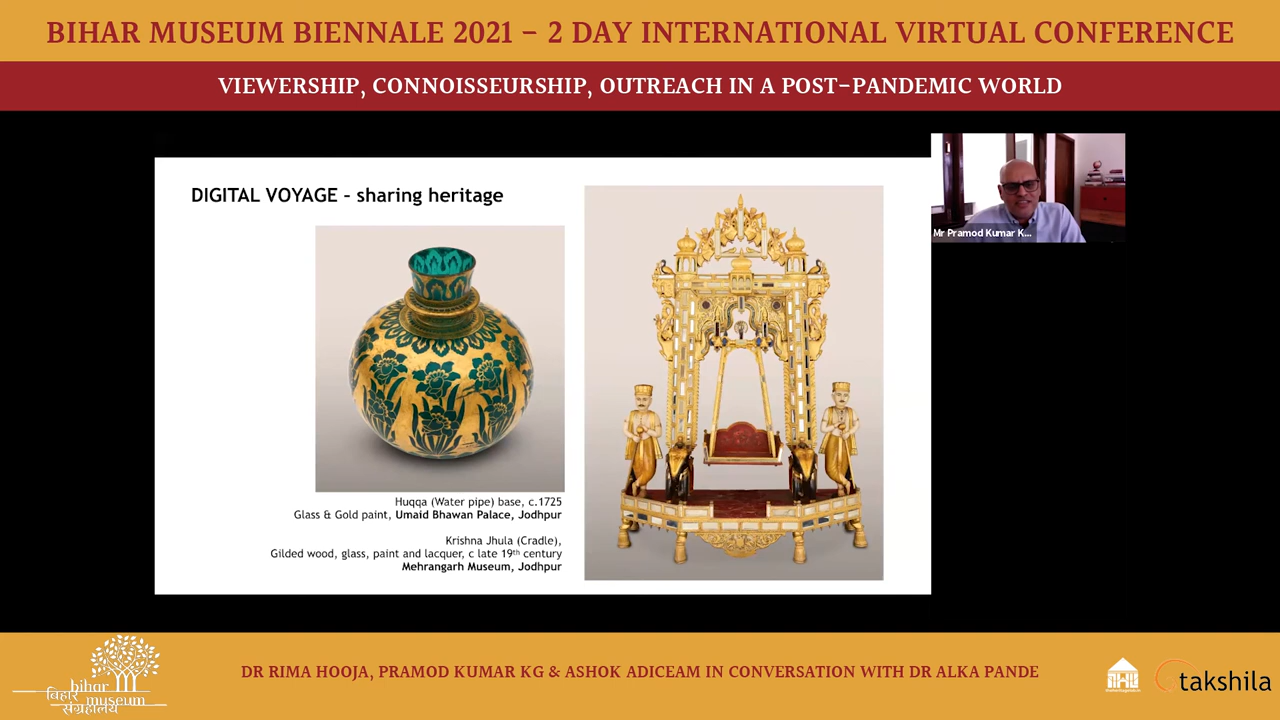 BIHAR MUSEUM BIENNALE 2021 – 2 DAY INTERNATIONAL VIRTUAL CONFERENCE
VIEWERSHIP, CONNOISSEURSHIP, OUTREACH IN A POST-PANDEMIC WORLD
DIGITAL VOYAGE - sharing heritage
Mr Pramod Kumar K...
Huqqa (Water pipe) base, c.1725
Glass & Gold paint, Umaid Bhawan Palace, Jodhpur
Krishna Jhula (Cradle),
Gilded wood, glass, paint and lacquer, c late 19th century
Mehrangarh Museum, Jodhpur
bihar
बिहार museum
संग्रहालय
DR RIMA HOOJA, PRAMOD KUMAR KG & ASHOK ADICEAM IN CONVERSATION WITH DR ALKA PANDE
takshila